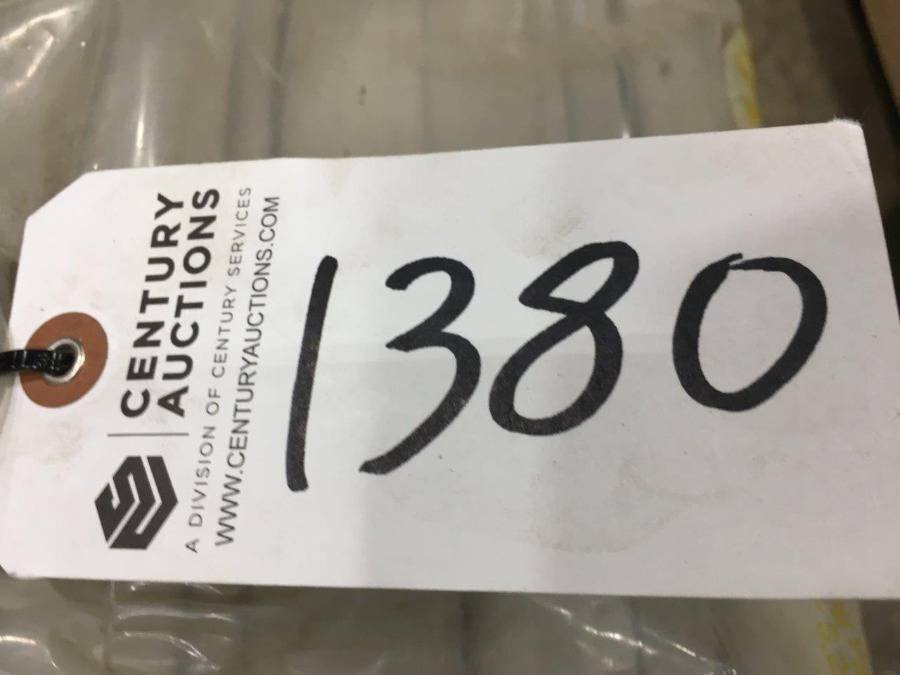 CENTURY
AUCTIONS
A DIVISION OF CENTURY SERVICES
WWW.CENTURYAUCTIONS.COM
1380